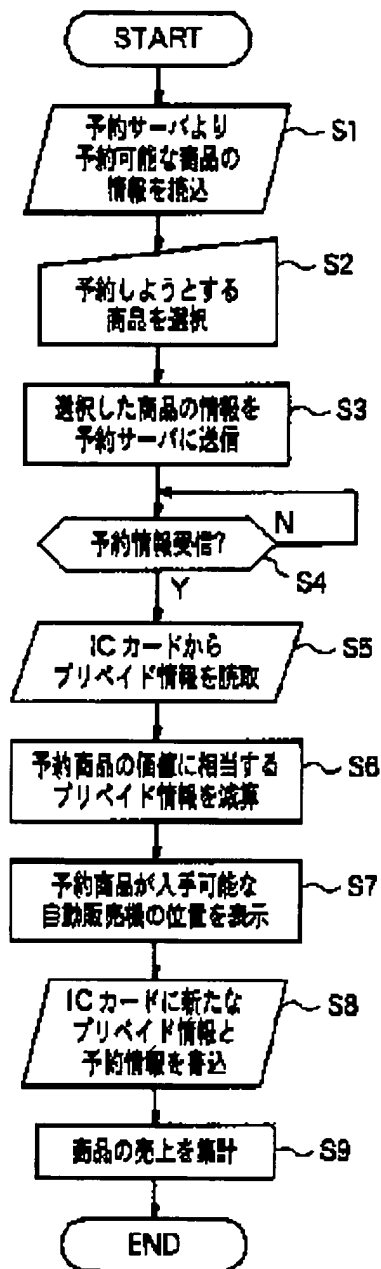 START
予約サーバより
予約可能な商品の
情報を読込
S1
予約しようとする
商品を選択
S2
選択した商品の情報を
予約サーバに送信
S3
予約情報受信?
N
S4
Y
ICカードから
プリペイド情報を読取
S5
予約商品の価値に相当する
プリペイド情報を減算
S6
予約商品が入手可能な
自動販売機の位置を表示
S7
ICカードに新たな
プリペイド情報と
予約情報を書込
S8
商品の売上を集計
S9
END